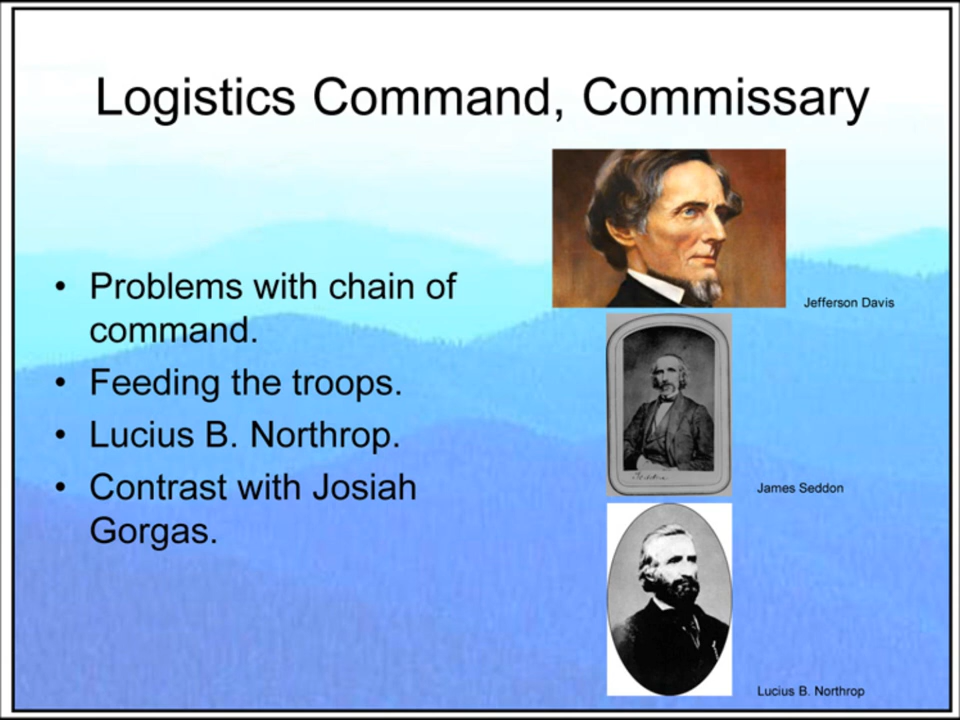 Logistics Command, Commissary
• Problems with chain of
command.
• Feeding the troops.
• Lucius B. Northrop.
• Contrast with Josiah
Gorgas.
Jefferson Davis
Seddon
James Seddon
Lucius B. Northrop